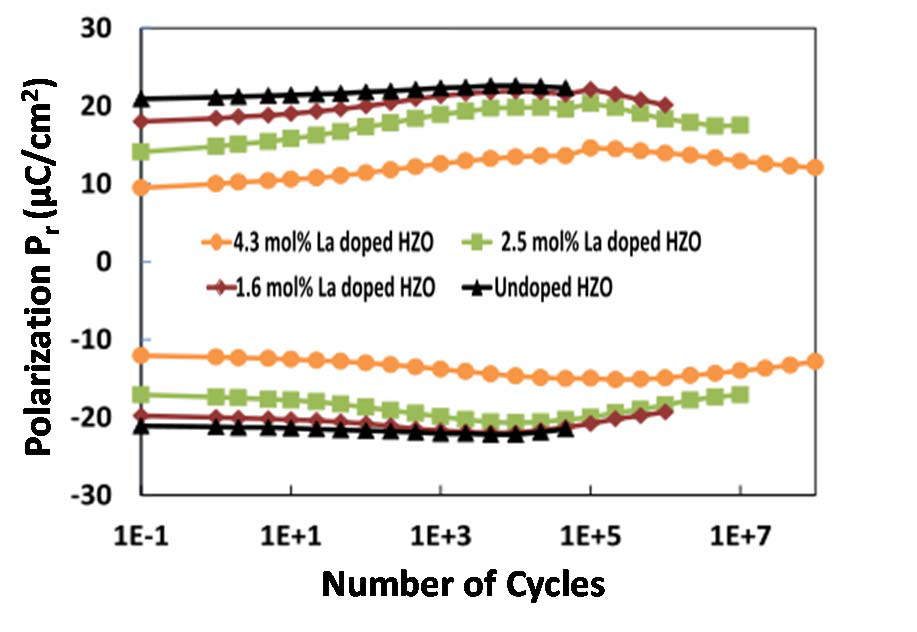 30
20
10
0
-10
-20
-30
Polarization Pr (μC/cm²)
4.3 mol% La doped HZO
2.5 mol% La doped HZO
1.6 mol% La doped HZO
Undoped HZO
1E-1
1E+1
1E+3
1E+5
1E+7
Number of Cycles